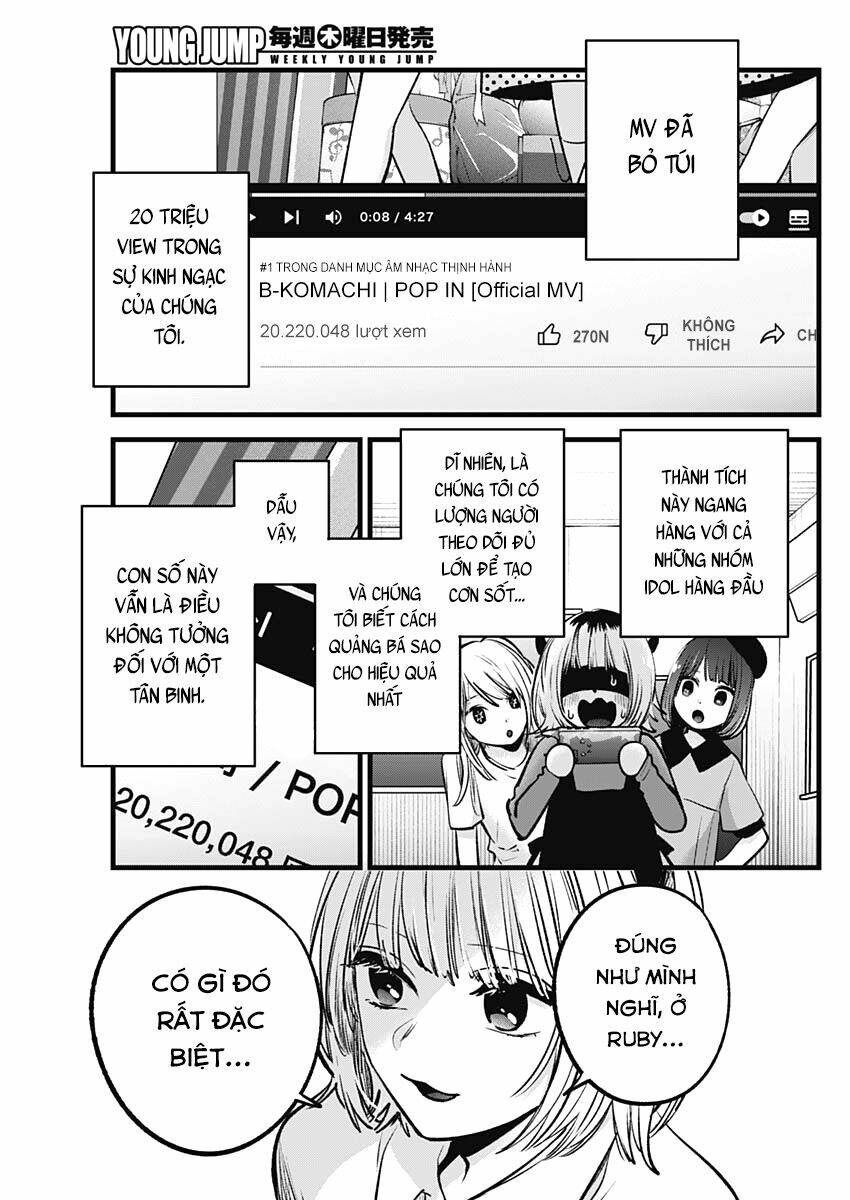 YOUNG JUMP 毎週木曜日発売
WEEKLY YOUNG JUMP
MV ĐÃ
BỎ TÚI
20 TRIỆU
VIEW TRONG
SỰ KINH NGẠC
CỦA CHÚNG
TÔI.
0:08 / 4:27
#1 TRONG DANH MỤC ÂM NHẠC THỊNH HÀNH
B-KOMACHI | POP IN [Official MV]
20.220.048 lượt xem
270N
KHÔNG
THÍCH
CH
THÀNH TÍCH
NÀY NGANG
HÀNG VỚI CẢ
NHỮNG NHÓM
IDOL HÀNG ĐẦU
DĨ NHIÊN, LÀ
CHÚNG TÔI CÓ
LƯỢNG NGƯỜI
THEO DÕI ĐỦ
LỚN ĐỂ TẠO
CƠN SỐT...
VÀ CHÚNG
TÔI BIẾT CÁCH
QUẢNG BÁ SAO
CHO HIỆU QUẢ
NHẤT
DẪU
VẬY,
CON SỐ NÀY
VẪN LÀ ĐIỀU
KHÔNG TƯỞNG
ĐỐI VỚI MỘT
TÂN BINH.
/ POP
20,220,048
ĐÚNG
NHƯ MÌNH
NGHĨ, Ở
RUBY...
CÓ GÌ ĐÓ
RẤT ĐẶC
BIỆT...